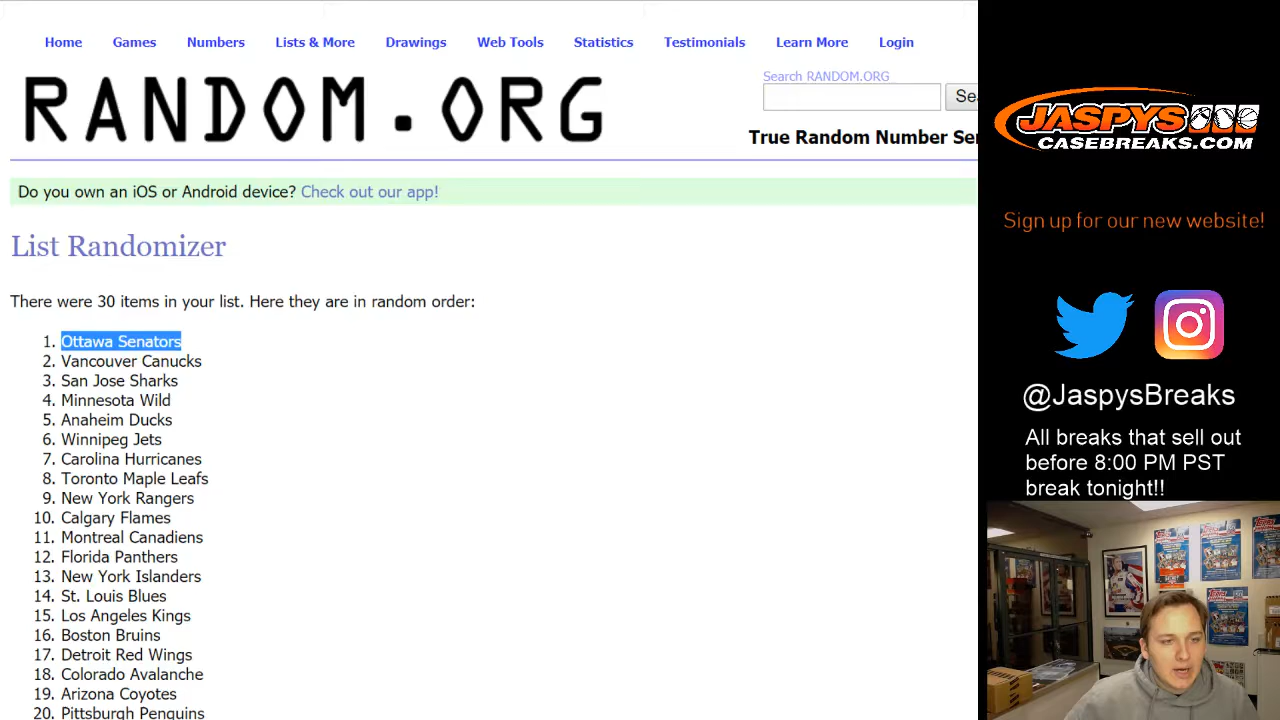 Home Games Numbers Lists & More Drawings Web Tools Statistics Testimonials Learn More Login
RANDOM.ORG
Search RANDOM.ORG
True Random Number Ser
Do you own an iOS or Android device? Check out our app!
List Randomizer
There were 30 items in your list. Here they are in random order:
1. Ottawa Senators
2. Vancouver Canucks
3. San Jose Sharks
4. Minnesota Wild
5. Anaheim Ducks
6. Winnipeg Jets
7. Carolina Hurricanes
8. Toronto Maple Leafs
9. New York Rangers
10. Calgary Flames
11. Montreal Canadiens
12. Florida Panthers
13. New York Islanders
14. St. Louis Blues
15. Los Angeles Kings
16. Boston Bruins
17. Detroit Red Wings
18. Colorado Avalanche
19. Arizona Coyotes
20. Pittsburgh Penguins
JASPYS
CASEBREAKS.COM
Sign up for our new website!
@JaspysBreaks
All breaks that sell out
before 8:00 PM PST
break tonight!!